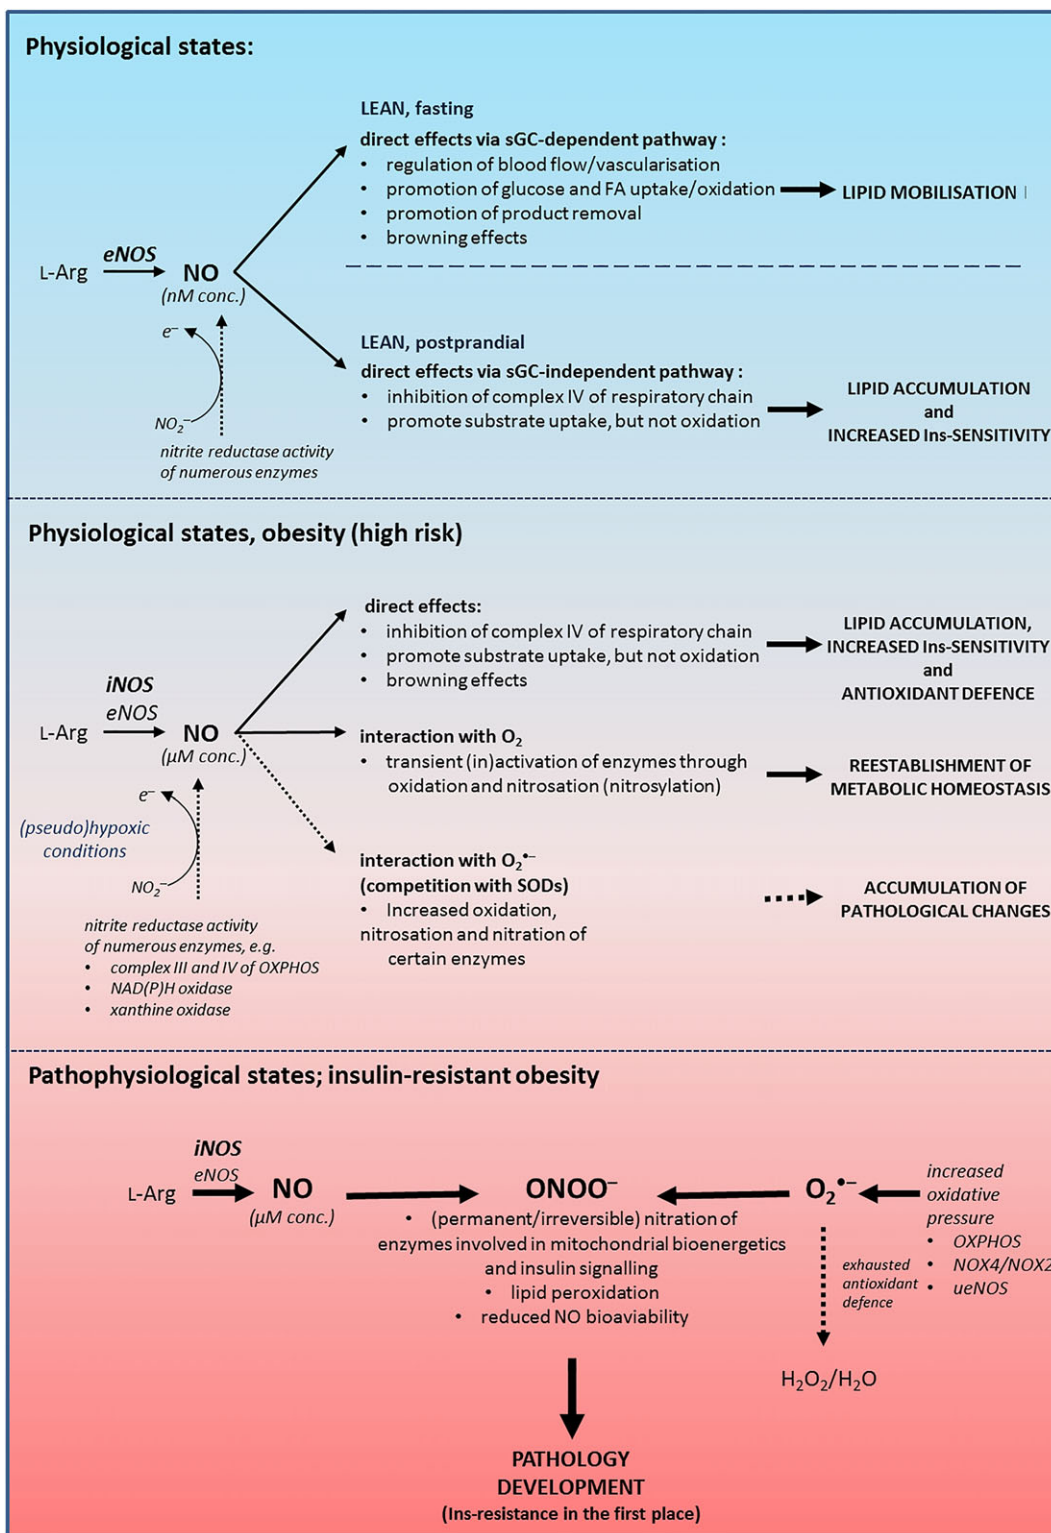 Physiological states:
LEAN, fasting
direct effects via sGC-dependent pathway :
• regulation of blood flow/vascularisation
• promotion of glucose and FA uptake/oxidation
• promotion of product removal
• browning effects
LIPID MOBILISATION
eNOS
L-Arg
NO
(nM conc.)
e⁻
NO₂⁻
nitrite reductase activity
of numerous enzymes
LEAN, postprandial
direct effects via sGC-independent pathway :
• inhibition of complex IV of respiratory chain
• promote substrate uptake, but not oxidation
LIPID ACCUMULATION
and
INCREASED Ins-SENSITIVITY
Physiological states, obesity (high risk)
direct effects:
• inhibition of complex IV of respiratory chain
• promote substrate uptake, but not oxidation
• browning effects
LIPID ACCUMULATION,
INCREASED Ins-SENSITIVITY
and
ANTIOXIDANT DEFENCE
iNOS
eNOS
L-Arg
NO
(µM conc.)
interaction with O₂
• transient (in)activation of enzymes through
oxidation and nitrosation (nitrosylation)
REESTABLISHMENT OF
METABOLIC HOMEOSTASIS
e⁻
(pseudo)hypoxic
conditions
NO₂⁻
nitrite reductase activity
of numerous enzymes, e.g.
• complex III and IV of OXPHOS
• NAD(P)H oxidase
• xanthine oxidase
interaction with O₂•⁻
(competition with SODs)
• Increased oxidation,
nitrosation and nitration of
certain enzymes
ACCUMULATION OF
PATHOLOGICAL CHANGES
Pathophysiological states; insulin-resistant obesity
iNOS
eNOS
L-Arg
NO
(µM conc.)
ONOO⁻
• (permanent/irreversible) nitration of
enzymes involved in mitochondrial bioenergetics
and insulin signalling
• lipid peroxidation
• reduced NO bioaviability
O₂•⁻
increased
oxidative
pressure
• OXPHOS
• NOX4/NOX2
• ueNOS
exhausted
antioxidant
defence
H₂O₂/H₂O
PATHOLOGY
DEVELOPMENT
(Ins-resistance in the first place)